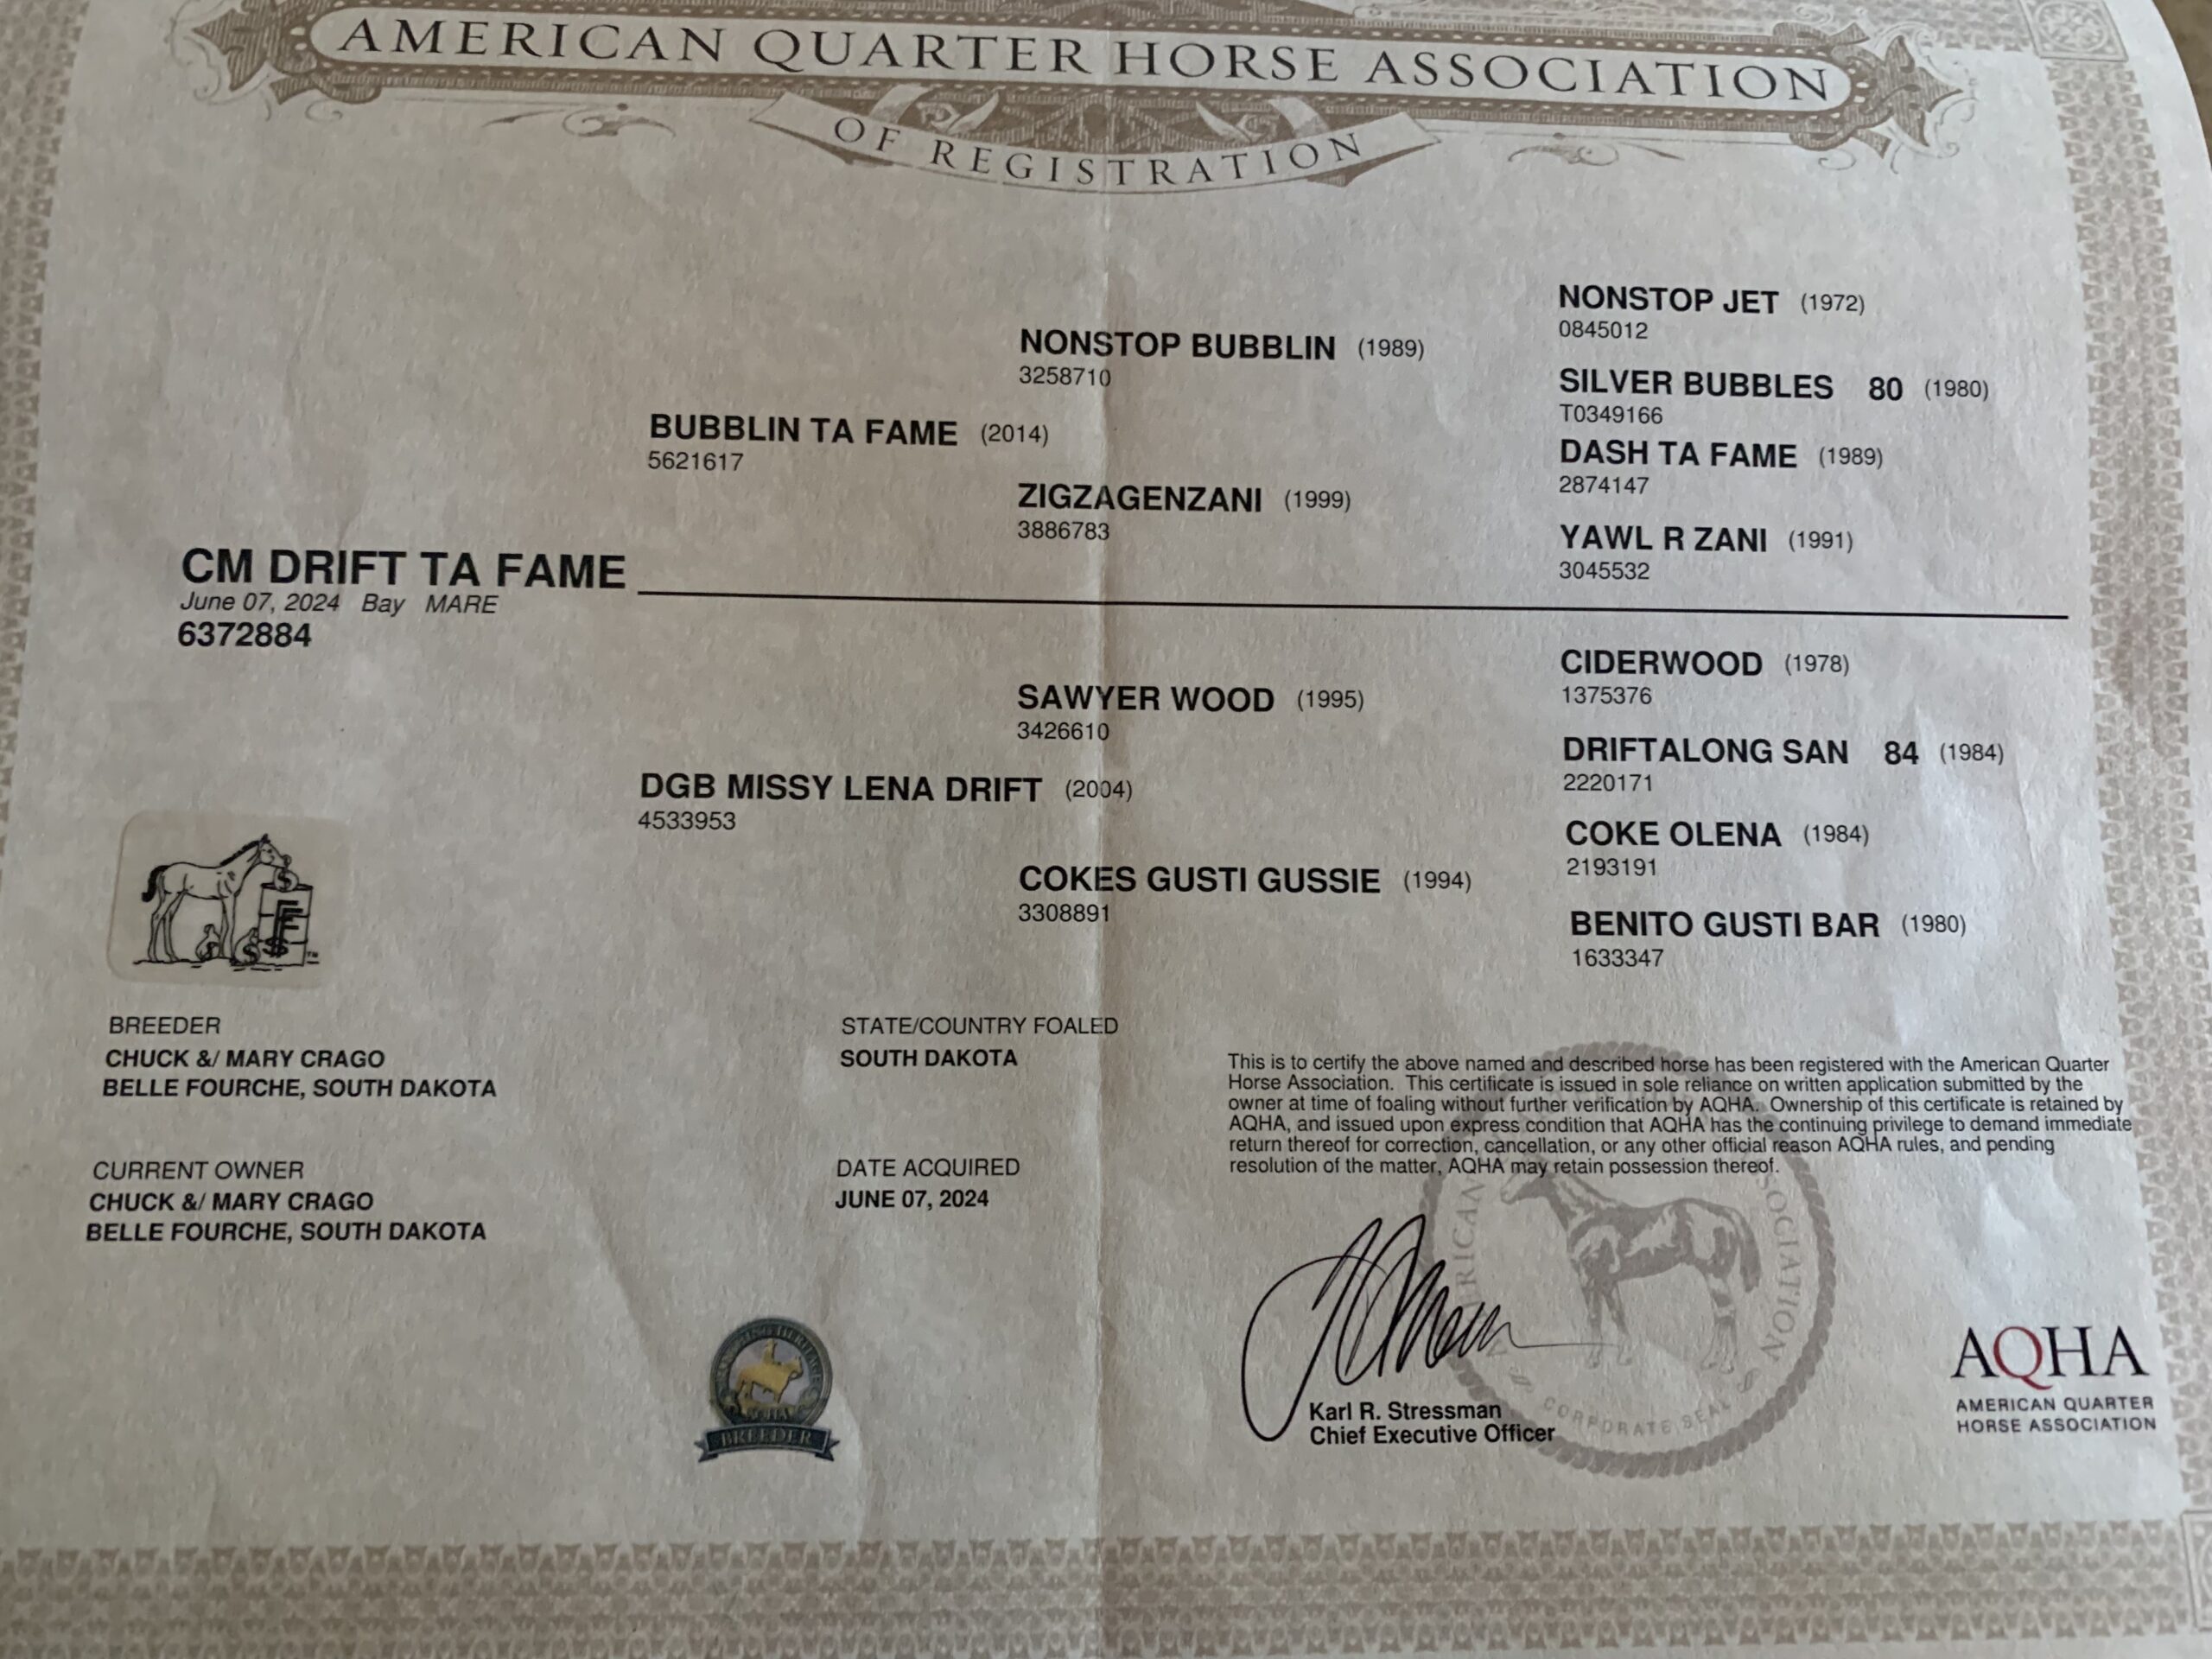 AMERICAN QUARTER HORSE ASSOCIATION
OF REGISTRATION
NONSTOP JET (1972)
0845012
NONSTOP BUBBLIN (1989)
3258710
SILVER BUBBLES 80 (1980)
T0349166
BUBBLIN TA FAME (2014)
5621617
DASH TA FAME (1989)
2874147
ZIGZAGENZANI (1999)
3886783
YAWL R ZANI (1991)
3045532
CM DRIFT TA FAME
June 07, 2024 Bay MARE
6372884
CIDERWOOD (1978)
1375376
SAWYER WOOD (1995)
3426610
DRIFTALONG SAN 84 (1984)
2220171
DGB MISSY LENA DRIFT (2004)
4533953
COKE OLENA (1984)
2193191
COKES GUSTI GUSSIE (1994)
3308891
BENITO GUSTI BAR (1980)
1633347
FF
TM
BREEDER
CHUCK &/ MARY CRAGO
BELLE FOURCHE, SOUTH DAKOTA
STATE/COUNTRY FOALED
SOUTH DAKOTA
CURRENT OWNER
CHUCK &/ MARY CRAGO
BELLE FOURCHE, SOUTH DAKOTA
DATE ACQUIRED
JUNE 07, 2024
This is to certify the above named and described horse has been registered with the American Quarter
Horse Association. This certificate is issued in sole reliance on written application submitted by the
owner at time of foaling without further verification by AQHA. Ownership of this certificate is retained by
AQHA, and issued upon express condition that AQHA has the continuing privilege to demand immediate
return thereof for correction, cancellation, or any other official reason AQHA rules, and pending
resolution of the matter, AQHA may retain possession thereof.
RICAN
SOCIATION
CORPORATE SEAL
Karl R. Stressman
Chief Executive Officer
BREEDER
AQHA
AMERICAN QUARTER
HORSE ASSOCIATION